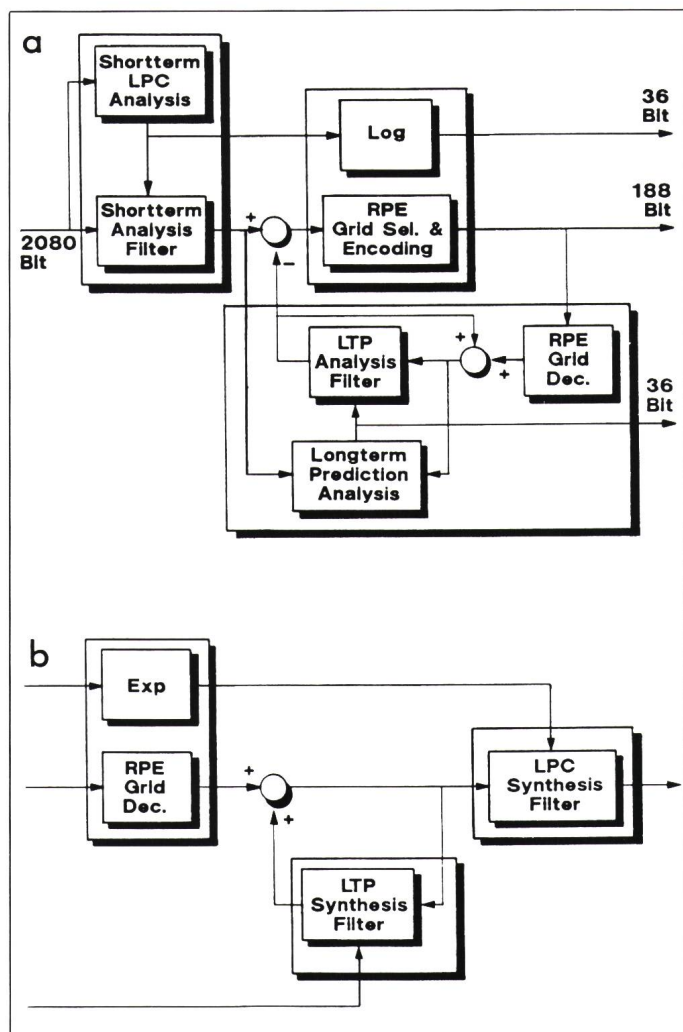 a
Shortterm
LPC
Analysis
36
Bit
Log
188
Bit
2080
Bit
Shortterm
Analysis
Filter
+
−
RPE
Grid Sel. &
Encoding
LTP
Analysis
Filter
+
+
RPE
Grid
Dec.
36
Bit
Longterm
Prediction
Analysis
b
Exp
RPE
Grid
Dec.
+
+
LPC
Synthesis
Filter
LTP
Synthesis
Filter